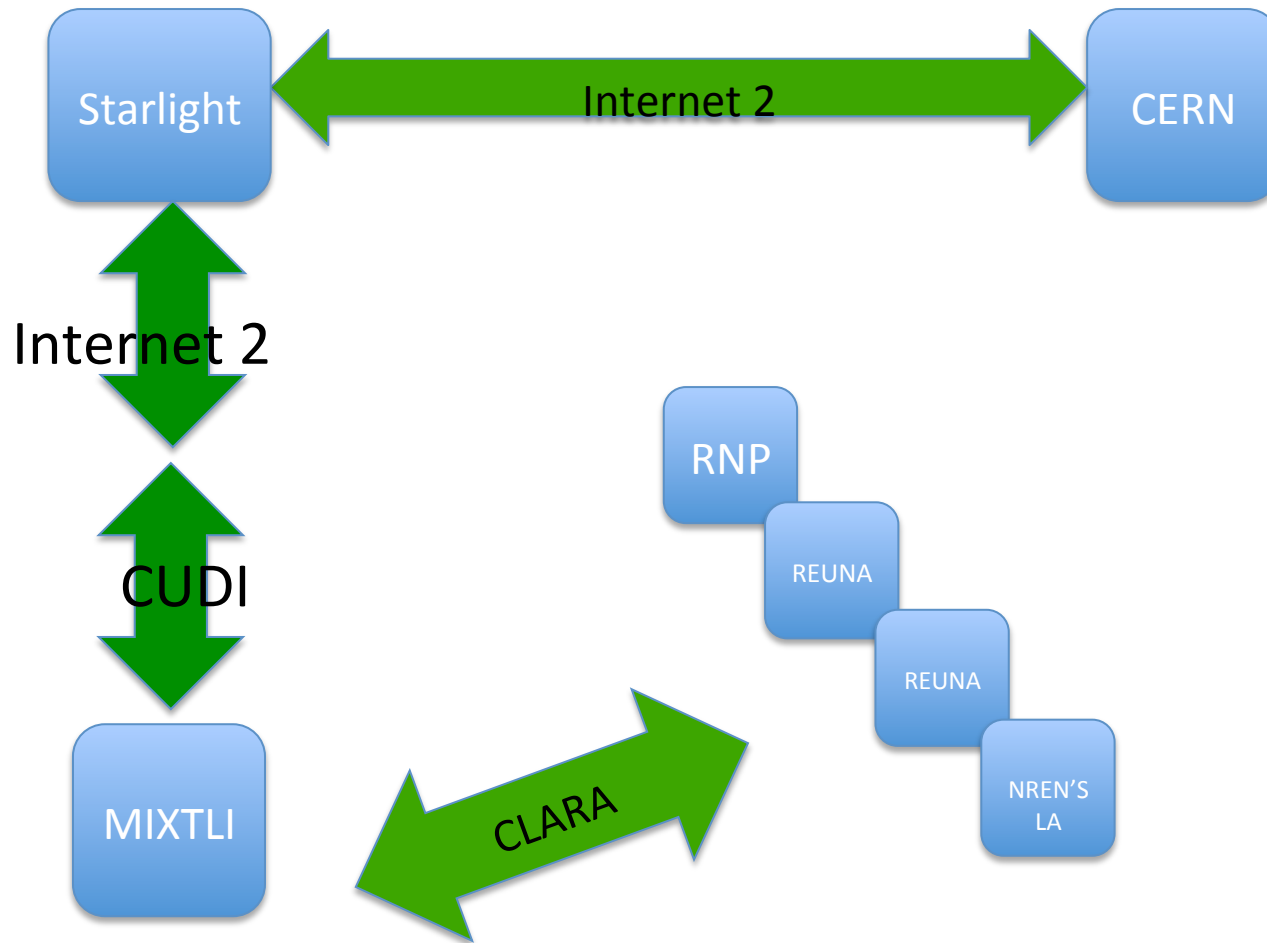 Starlight
Internet 2
CERN
Internet 2
RNP
REUNA
CUDI
REUNA
NREN'S
LA
CLARA
MIXTLI